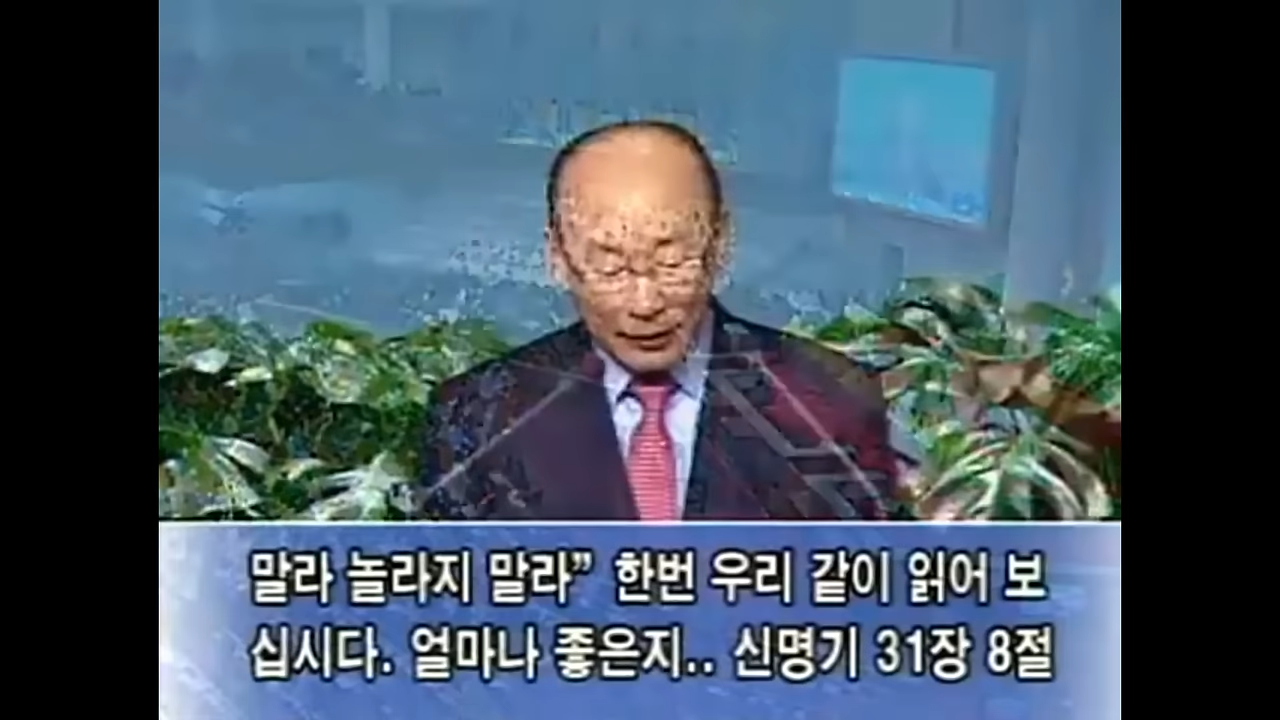 말라 놀라지 말라” 한번 우리 같이 읽어 보
십시다. 얼마나 좋은지.. 신명기 31장 8절